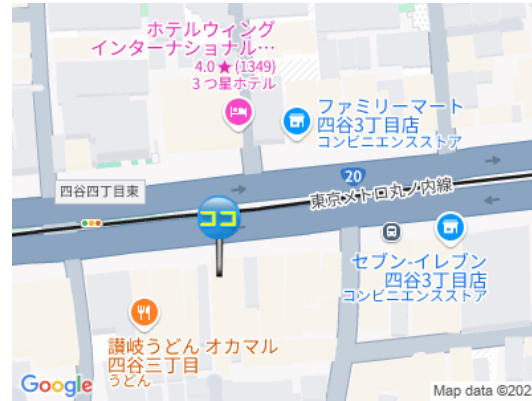 ホテルウィング
インターナショナル…
4.0★(1349)
3つ星ホテル
ファミリーマート
四谷3丁目店
コンビニエンスストア
20
四谷四丁目東
東京メトロ丸ノ内線
ココ
セブン-イレブン
四谷3丁目店
コンビニエンスストア
讃岐うどん オカマル
四谷三丁目
うどん
Google
Map data ©202